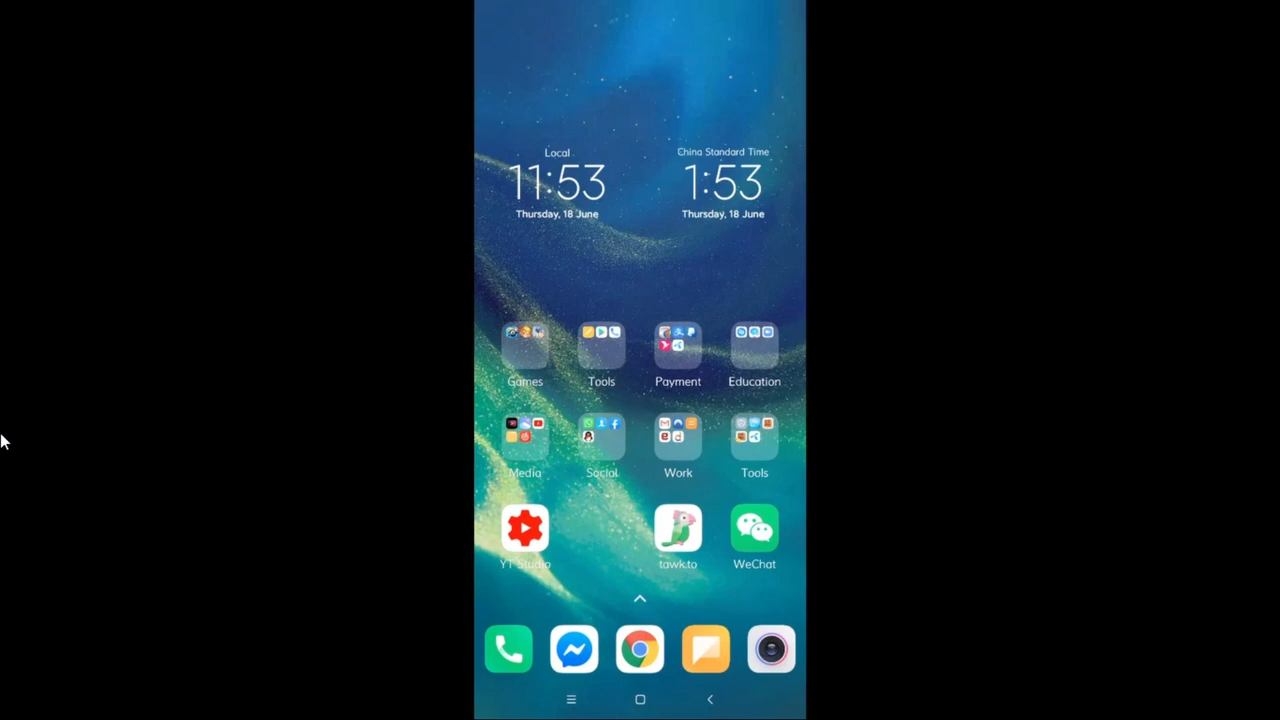 Local
China Standard Time
11:53
1:53
Thursday, 18 June
Thursday, 18 June
Games
Tools
Payment
Education
Media
Social
Work
Tools
YT Studio
tawk.to
WeChat